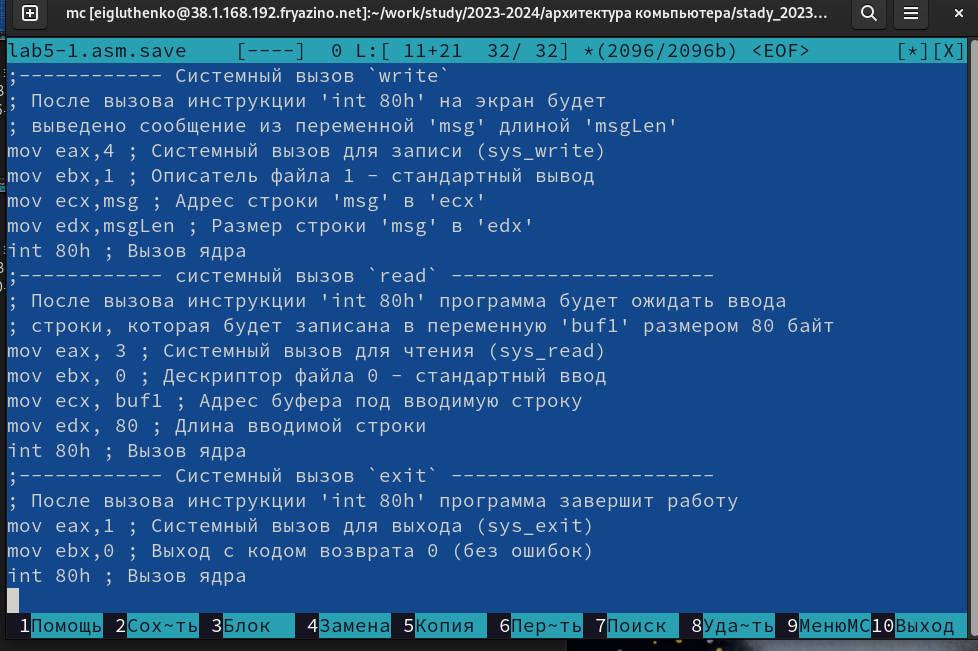 mc [eigluthenko@38.1.168.192.fryazino.net]:~/work/study/2023-2024/архитектура комьпьютера/stady_2023...
lab5-1.asm.save [----] 0 L:[ 11+21 32/ 32] *(2096/2096b) <EOF> [*][X]
;------------ Системный вызов `write`
; После вызова инструкции 'int 80h' на экран будет
; выведено сообщение из переменной 'msg' длиной 'msgLen'
mov eax,4 ; Системный вызов для записи (sys_write)
mov ebx,1 ; Описатель файла 1 - стандартный вывод
mov ecx,msg ; Адрес строки 'msg' в 'ecx'
mov edx,msgLen ; Размер строки 'msg' в 'edx'
int 80h ; Вызов ядра
;------------ системный вызов `read` ----------------------
; После вызова инструкции 'int 80h' программа будет ожидать ввода
; строки, которая будет записана в переменную 'buf1' размером 80 байт
mov eax, 3 ; Системный вызов для чтения (sys_read)
mov ebx, 0 ; Дескриптор файла 0 - стандартный ввод
mov ecx, buf1 ; Адрес буфера под вводимую строку
mov edx, 80 ; Длина вводимой строки
int 80h ; Вызов ядра
;------------ Системный вызов `exit` ----------------------
; После вызова инструкции 'int 80h' программа завершит работу
mov eax,1 ; Системный вызов для выхода (sys_exit)
mov ebx,0 ; Выход с кодом возврата 0 (без ошибок)
int 80h ; Вызов ядра
1Помощь 2Сох~ть 3Блок 4Замена 5Копия 6Пер~ть 7Поиск 8Уда~ть 9МенюMC 10Выход